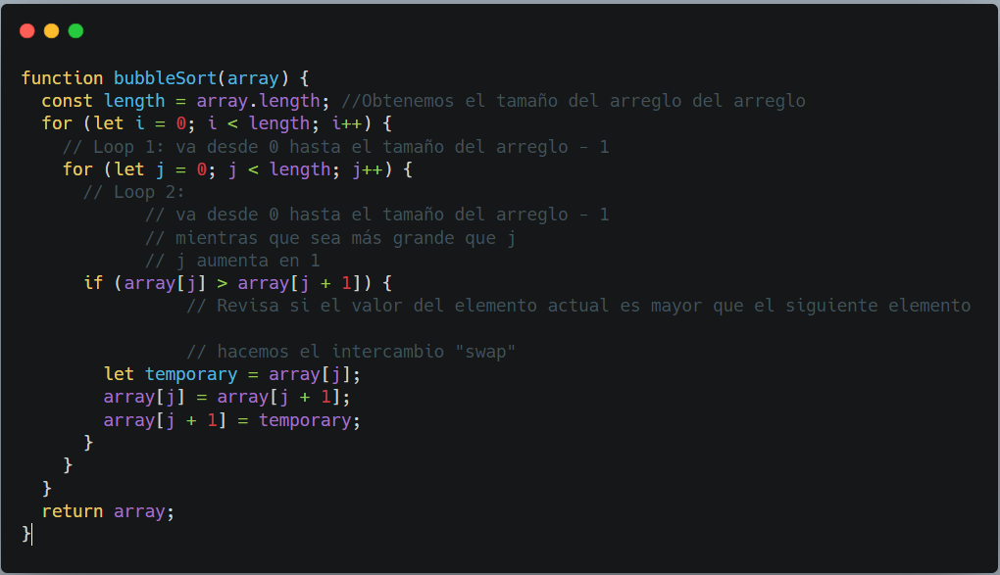 function bubbleSort(array) {
  const length = array.length; //Obtenemos el tamaño del arreglo del arreglo
  for (let i = 0; i < length; i++) {
    // Loop 1: va desde 0 hasta el tamaño del arreglo - 1
    for (let j = 0; j < length; j++) {
      // Loop 2:
            // va desde 0 hasta el tamaño del arreglo - 1
            // mientras que sea más grande que j
            // j aumenta en 1
      if (array[j] > array[j + 1]) {
                // Revisa si el valor del elemento actual es mayor que el siguiente elemento

                // hacemos el intercambio "swap"
        let temporary = array[j];
        array[j] = array[j + 1];
        array[j + 1] = temporary;
      }
    }
  }
  return array;
}